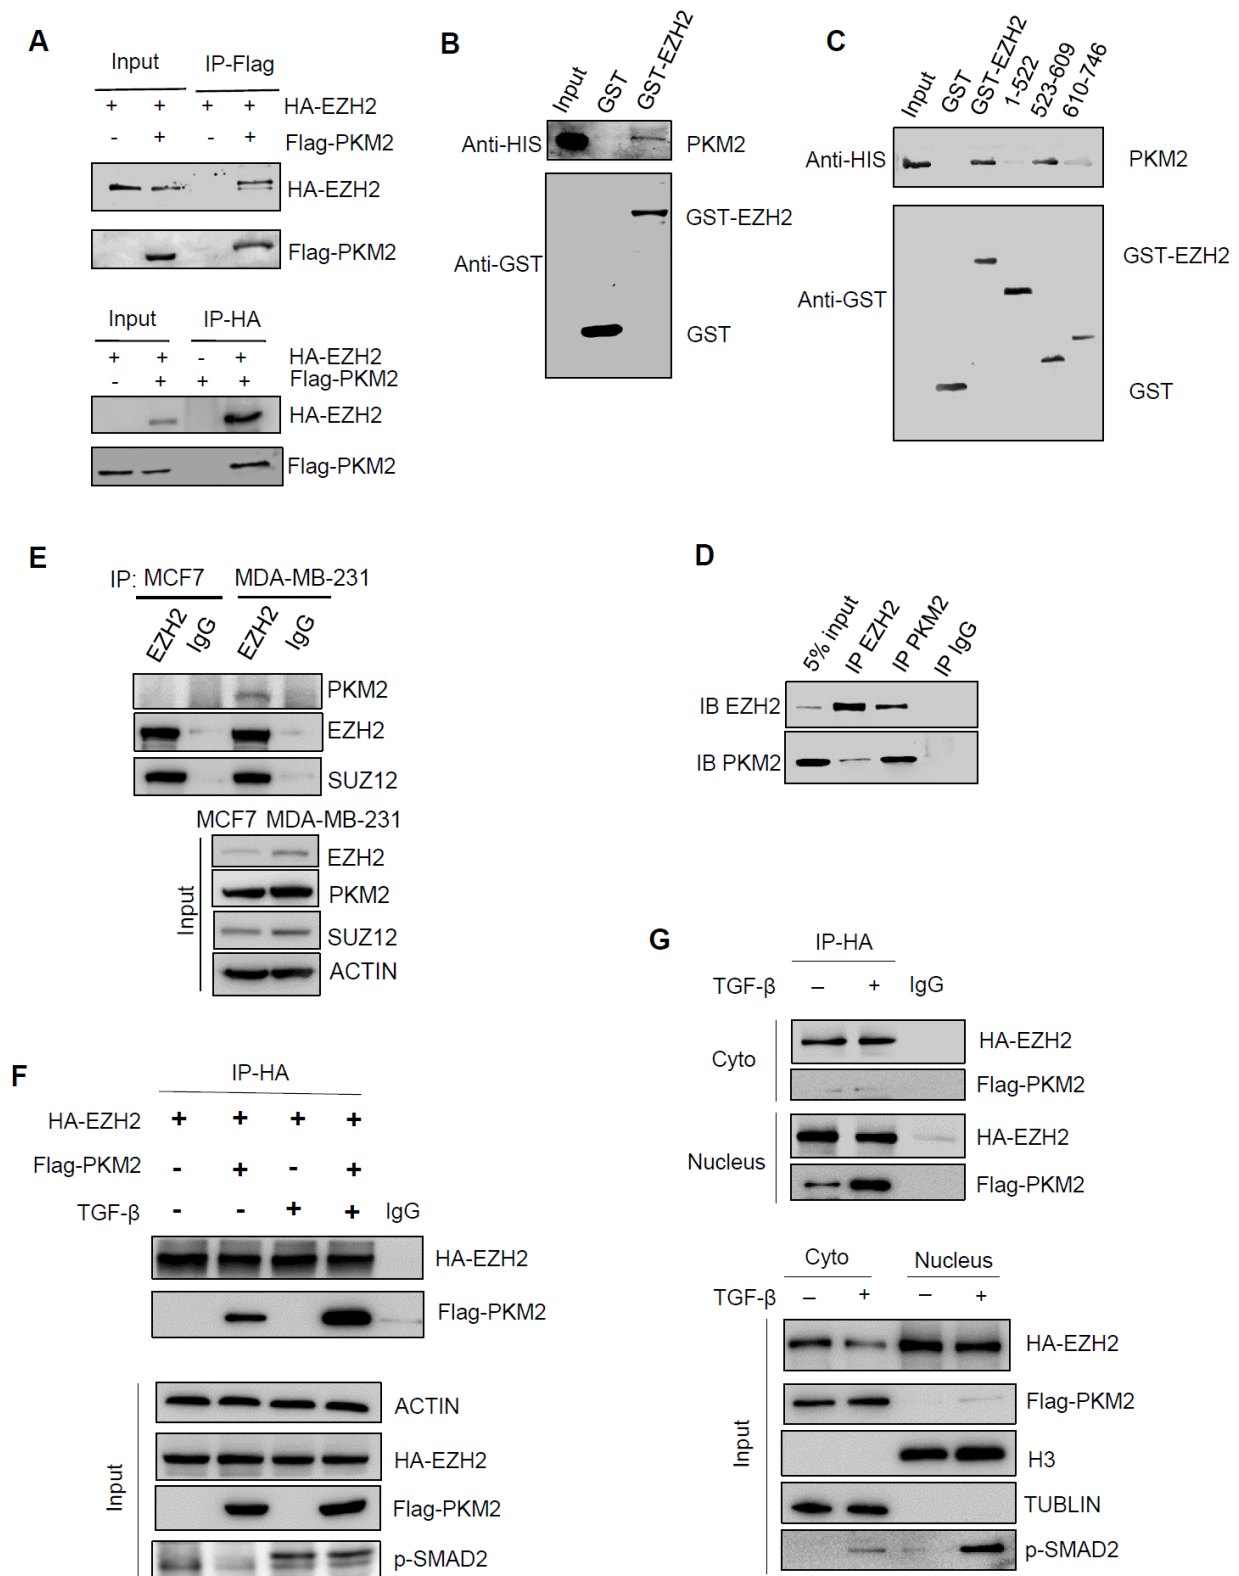 A
Input IP-Flag
+ + + + HA-EZH2
- + - + Flag-PKM2
HA-EZH2
Flag-PKM2
Input IP-HA
+ + - + HA-EZH2
- + + + Flag-PKM2
HA-EZH2
Flag-PKM2
B
Input GST GST-EZH2
Anti-HIS PKM2
GST-EZH2
Anti-GST
GST
C
Input GST GST-EZH2 1-522 523-609 610-746
Anti-HIS PKM2
GST-EZH2
Anti-GST
GST
E
IP: MCF7 MDA-MB-231
EZH2 IgG EZH2 IgG
PKM2
EZH2
SUZ12
MCF7 MDA-MB-231
Input
EZH2
PKM2
SUZ12
ACTIN
D
5% input IP EZH2 IP PKM2 IP IgG
IB EZH2
IB PKM2
F
IP-HA
HA-EZH2 + + + +
Flag-PKM2 - + - +
TGF-β - - + + IgG
HA-EZH2
Flag-PKM2
Input
ACTIN
HA-EZH2
Flag-PKM2
p-SMAD2
G
IP-HA
TGF-β – + IgG
Cyto
HA-EZH2
Flag-PKM2
Nucleus
HA-EZH2
Flag-PKM2
Cyto Nucleus
TGF-β – + – +
Input
HA-EZH2
Flag-PKM2
H3
TUBLIN
p-SMAD2